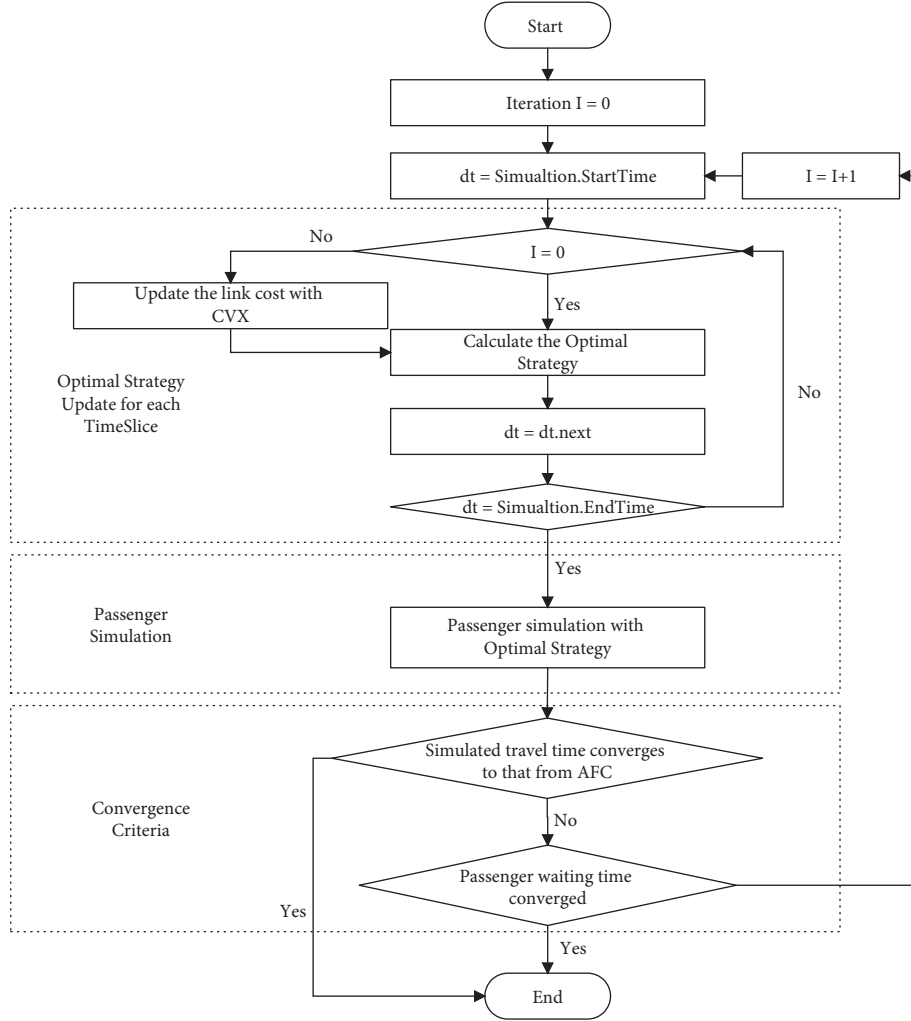 Start
Iteration I = 0
dt = Simualtion.StartTime
I = I+1
I = 0
No
Yes
Update the link cost with
CVX
Calculate the Optimal
Strategy
Optimal Strategy
Update for each
TimeSlice
No
dt = dt.next
dt = Simualtion.EndTime
Yes
Passenger
Simulation
Passenger simulation with
Optimal Strategy
Simulated travel time converges
to that from AFC
Convergence
Criteria
No
Passenger waiting time
converged
Yes
Yes
End